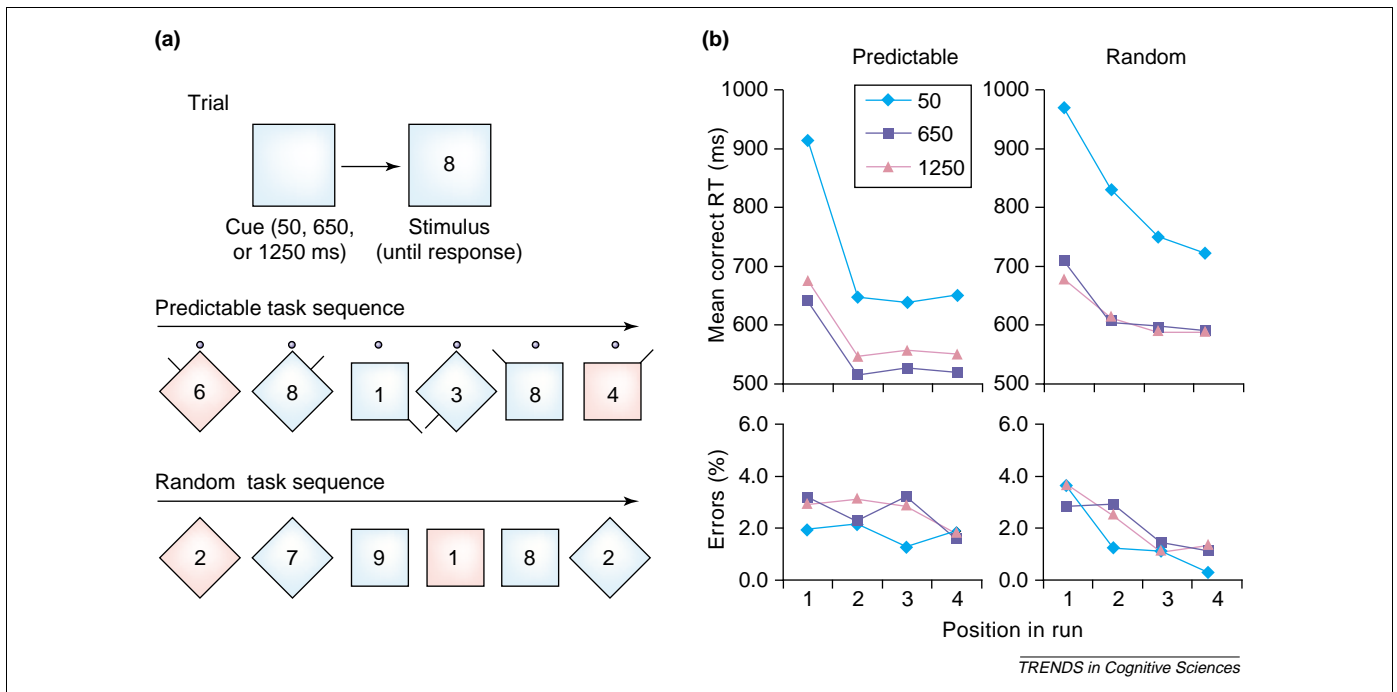 (a)
Trial
8
Cue (50, 650,
or 1250 ms)
Stimulus
(until response)
Predictable task sequence
6 8 1 3 8 4
Random task sequence
2 7 9 1 8 2
(b)
Predictable
Random
50
650
1250
Mean correct RT (ms)
1000
900
800
700
600
500
1000
900
800
700
600
500
Errors (%)
6.0
4.0
2.0
0.0
6.0
4.0
2.0
0.0
1 2 3 4
1 2 3 4
Position in run
TRENDS in Cognitive Sciences